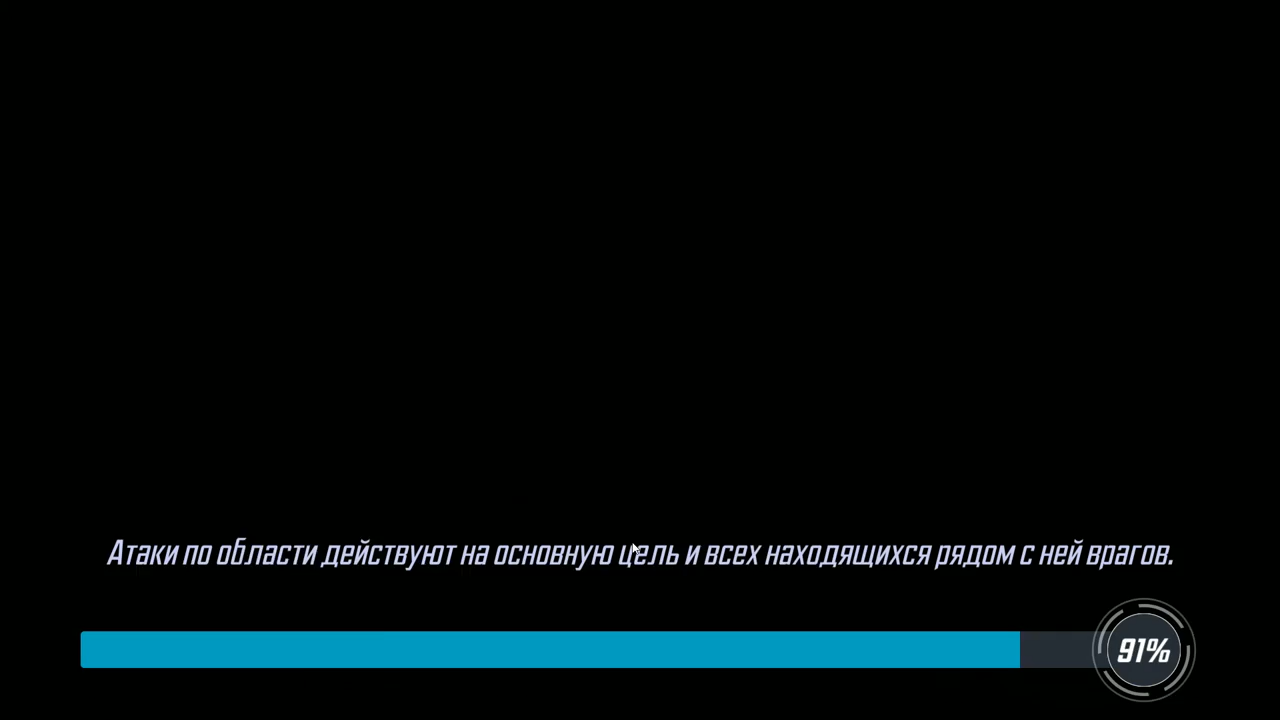 Атаки по области действуют на основную цель и всех находящихся рядом с ней врагов.
91%